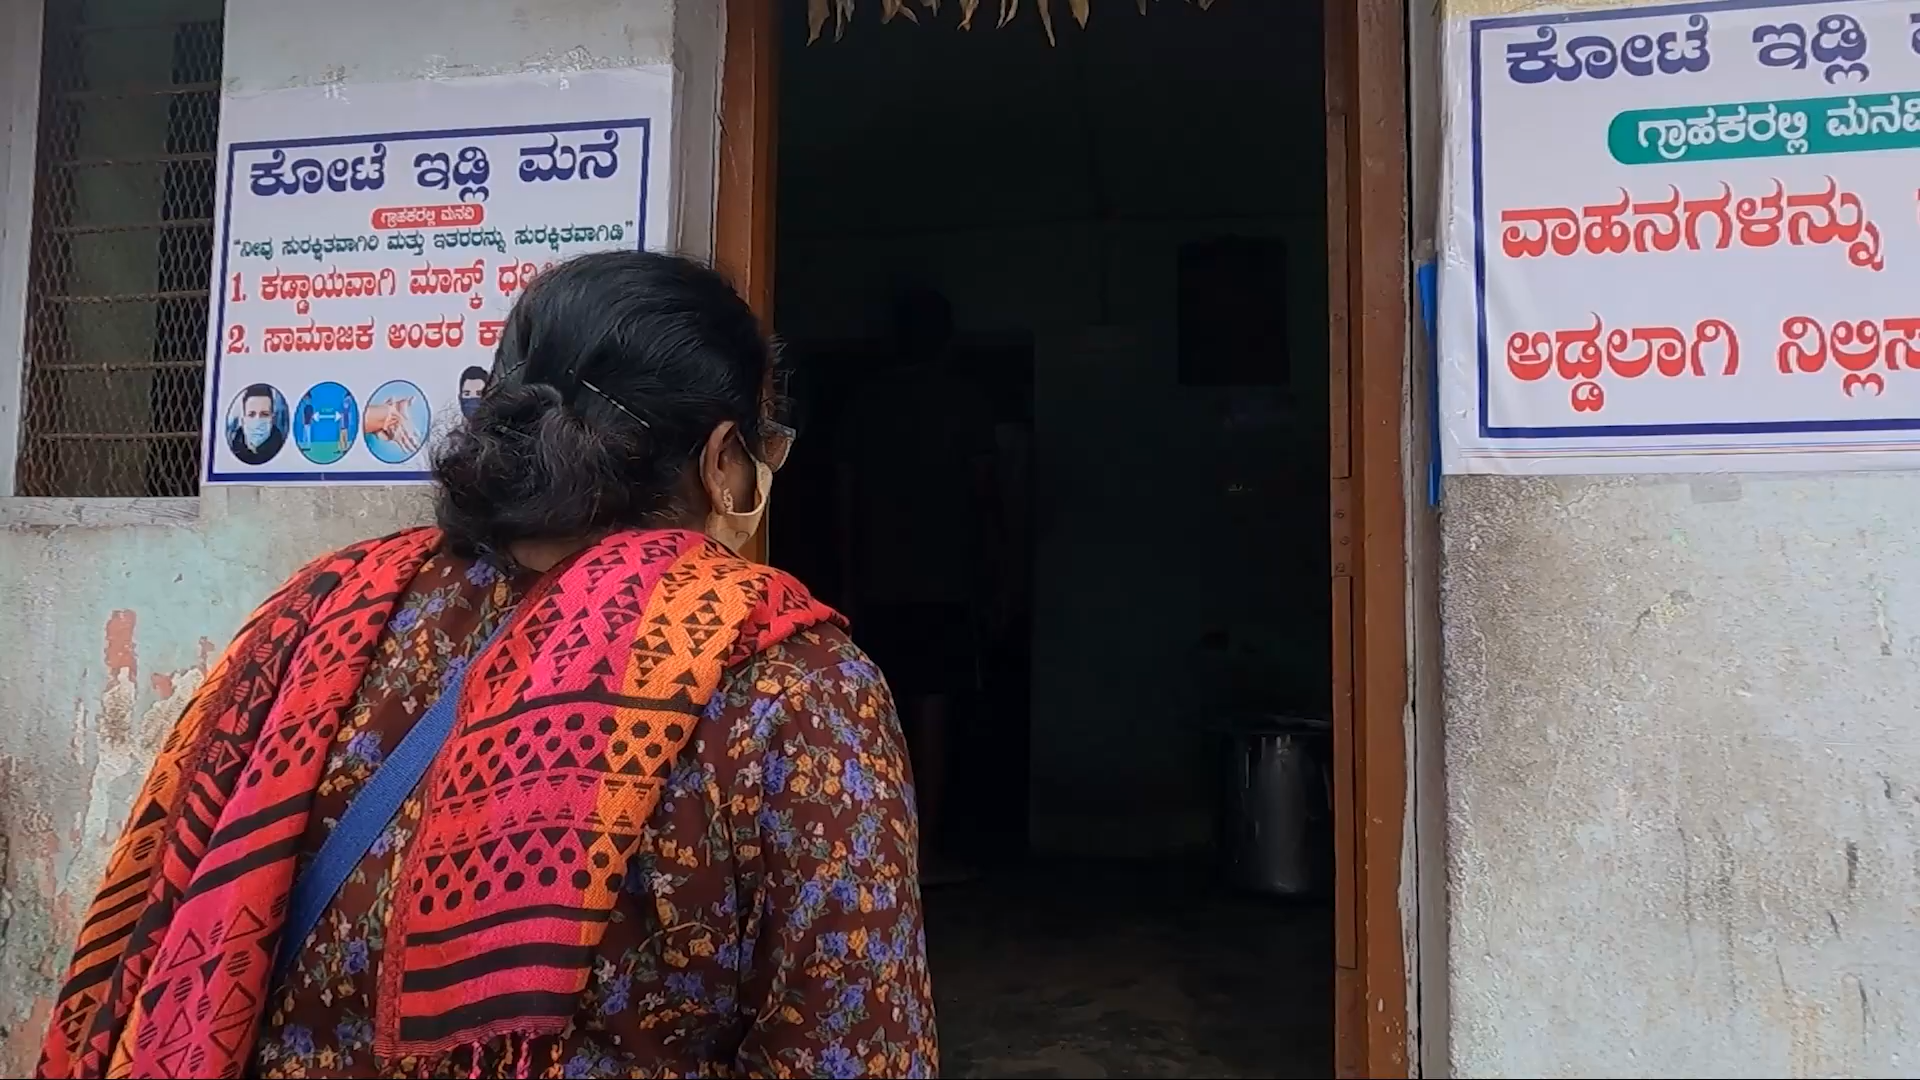 ಕೋಟೆ ಇಡ್ಲಿ ಮನೆ
ಗ್ರಾಹಕರಲ್ಲಿ ಮನವಿ
"ನೀವು ಸುರಕ್ಷಿತವಾಗಿರಿ ಮತ್ತು ಇತರರನ್ನು ಸುರಕ್ಷಿತವಾಗಿಡಿ"
1. ಕಡ್ಡಾಯವಾಗಿ ಮಾಸ್ಕ್
2. ಸಾಮಾಜಿಕ ಅಂತರ
ಕೋಟೆ ಇಡ್ಲಿ
ಗ್ರಾಹಕರಲ್ಲಿ ಮನವಿ
ವಾಹನಗಳನ್ನು
ಅಡ್ಡಲಾಗಿ